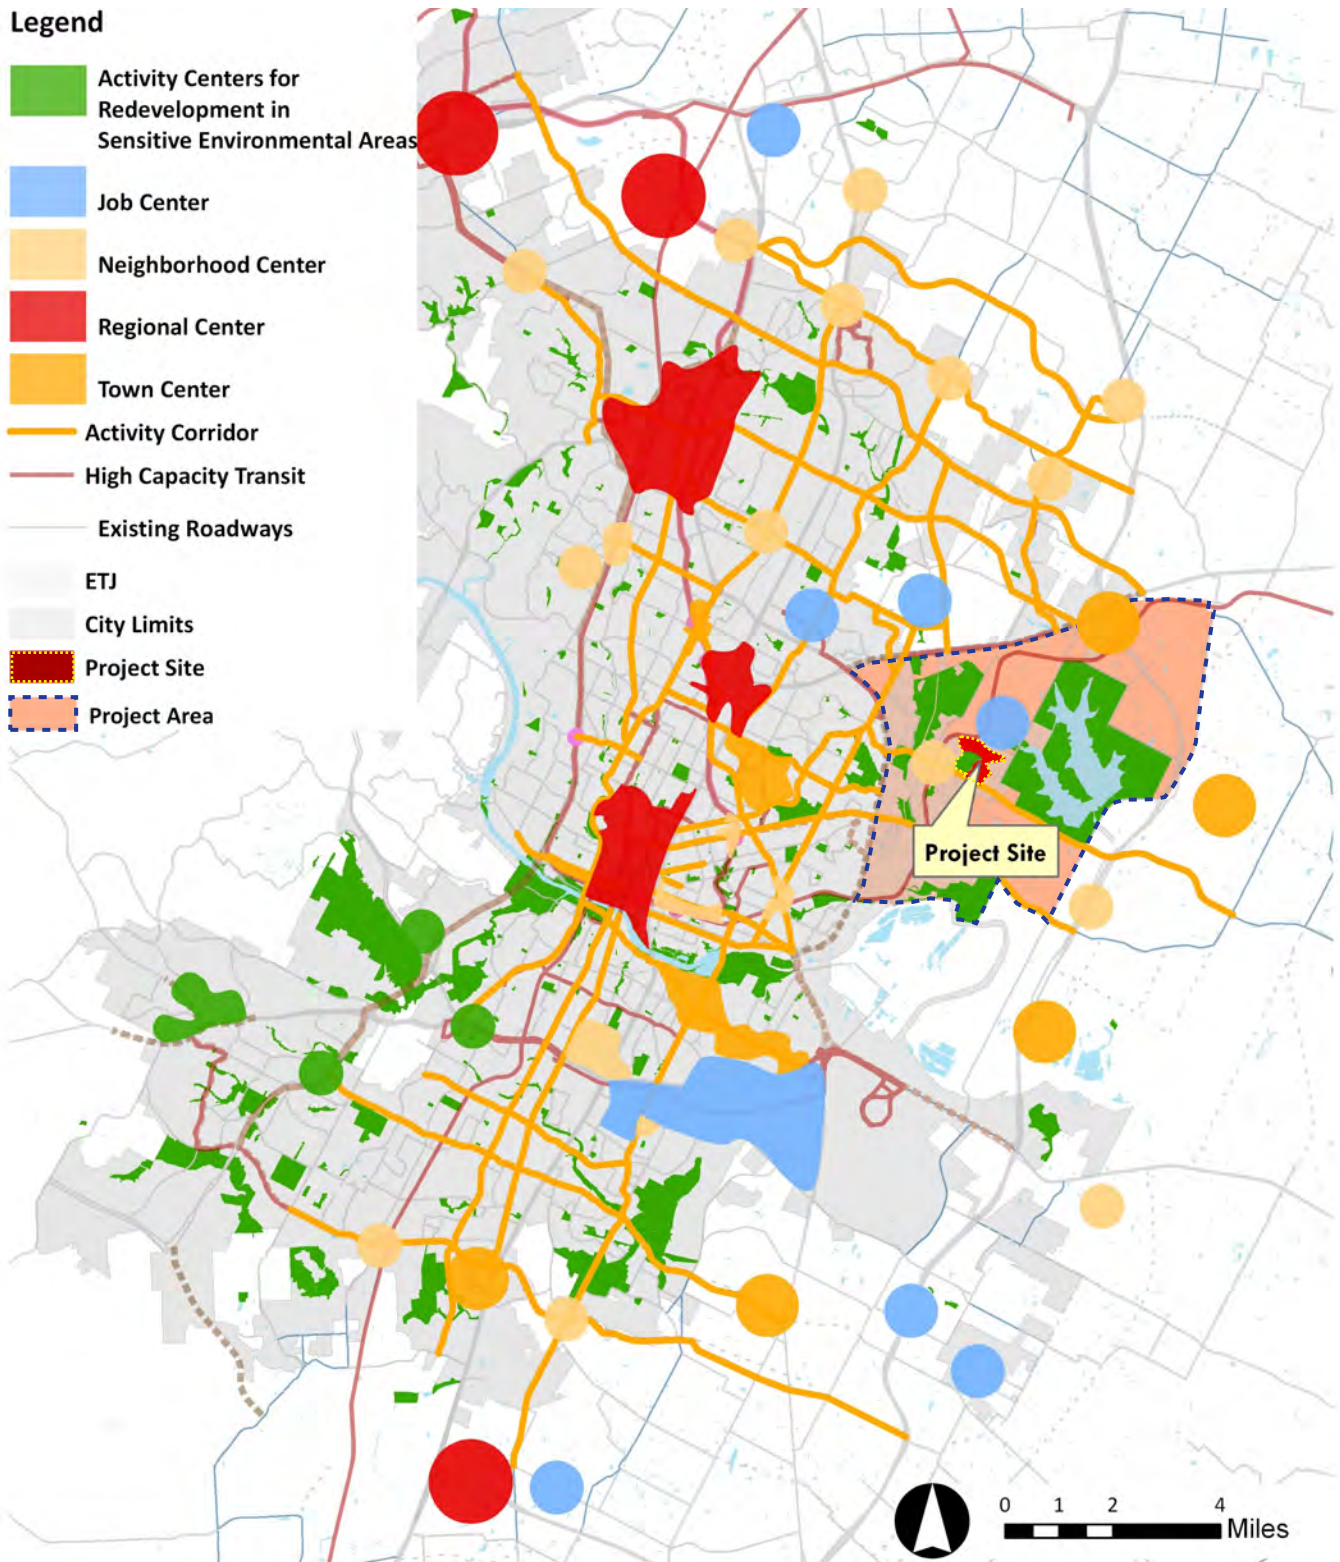 Legend
Activity Centers for
Redevelopment in
Sensitive Environmental Areas
Job Center
Neighborhood Center
Regional Center
Town Center
Activity Corridor
High Capacity Transit
Existing Roadways
ETJ
City Limits
Project Site
Project Area
Project Site
0 1 2 4
Miles